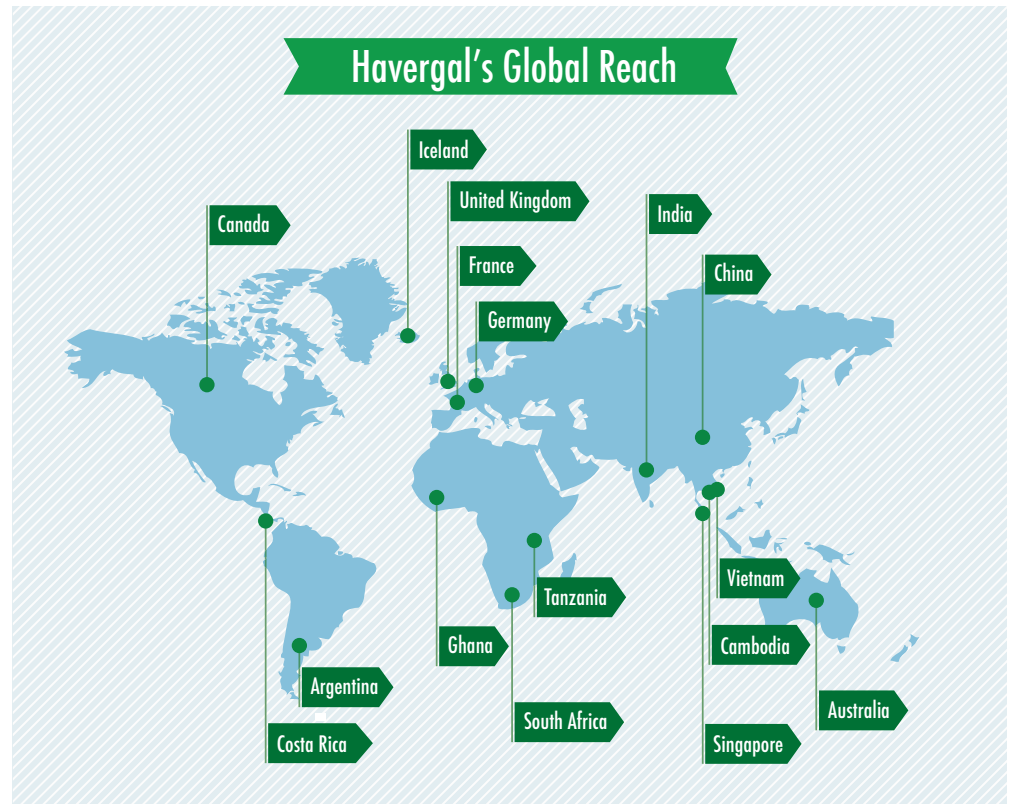 Havergal's Global Reach
Iceland
United Kingdom
Canada
India
France
China
Germany
Vietnam
Tanzania
Ghana
Cambodia
Argentina
Australia
South Africa
Costa Rica
Singapore